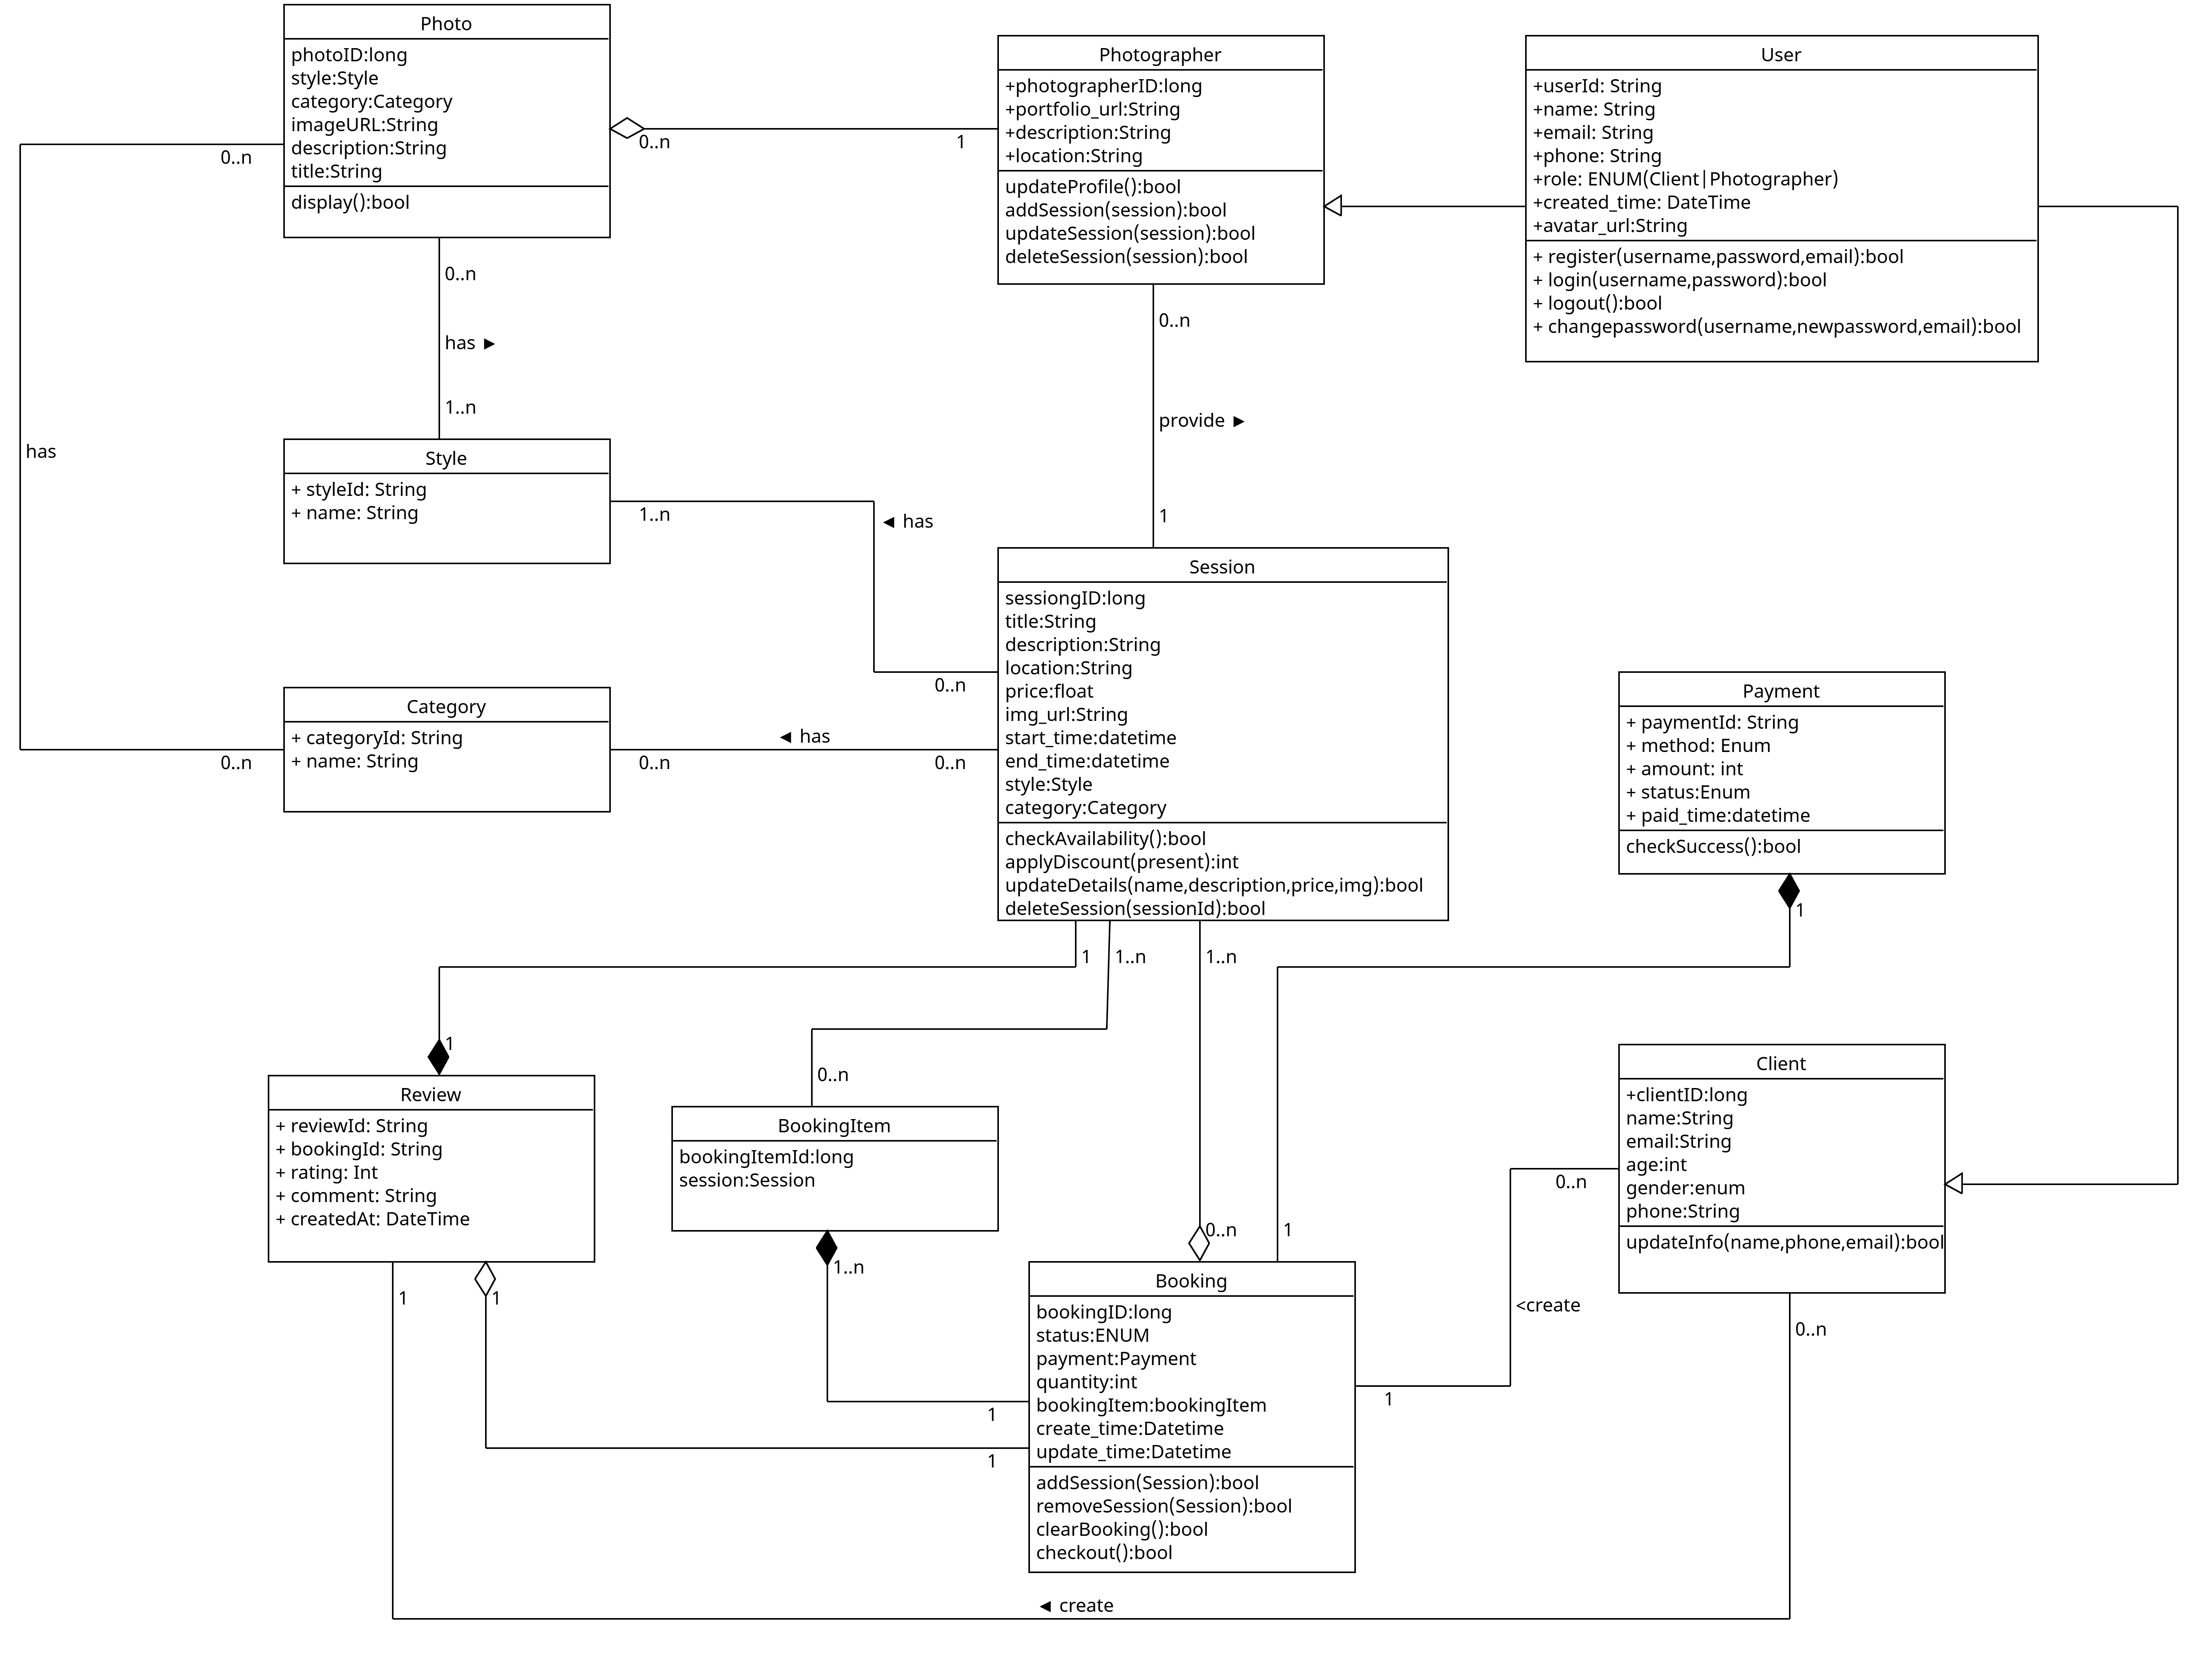 Photo
photoID:long
style:Style
category:Category
imageURL:String
description:String
title:String
display():bool
Photographer
+photographerID:long
+portfolio_url:String
+description:String
+location:String
updateProfile():bool
addSession(session):bool
updateSession(session):bool
deleteSession(session):bool
User
+userId: String
+name: String
+email: String
+phone: String
+role: ENUM(Client|Photographer)
+created_time: DateTime
+avatar_url:String
+ register(username,password,email):bool
+ login(username,password):bool
+ logout():bool
+ changepassword(username,newpassword,email):bool
0..n
1
0..n
0..n
has ►
1..n
has
0..n
provide ►
1
Style
+ styleId: String
+ name: String
1..n
◄ has
0..n
Category
+ categoryId: String
+ name: String
0..n
0..n
◄ has
0..n
Session
sessiongID:long
title:String
description:String
location:String
price:float
img_url:String
start_time:datetime
end_time:datetime
style:Style
category:Category
checkAvailability():bool
applyDiscount(present):int
updateDetails(name,description,price,img):bool
deleteSession(sessionId):bool
Payment
+ paymentId: String
+ method: Enum
+ amount: int
+ status:Enum
+ paid_time:datetime
checkSuccess():bool
1
1
1..n
1..n
1
0..n
Review
+ reviewId: String
+ bookingId: String
+ rating: Int
+ comment: String
+ createdAt: DateTime
BookingItem
bookingItemId:long
session:Session
Client
+clientID:long
name:String
email:String
age:int
gender:enum
phone:String
updateInfo(name,phone,email):bool
0..n
0..n
1
1..n
1
1
<create
0..n
1
1
1
Booking
bookingID:long
status:ENUM
payment:Payment
quantity:int
bookingItem:bookingItem
create_time:Datetime
update_time:Datetime
addSession(Session):bool
removeSession(Session):bool
clearBooking():bool
checkout():bool
◄ create